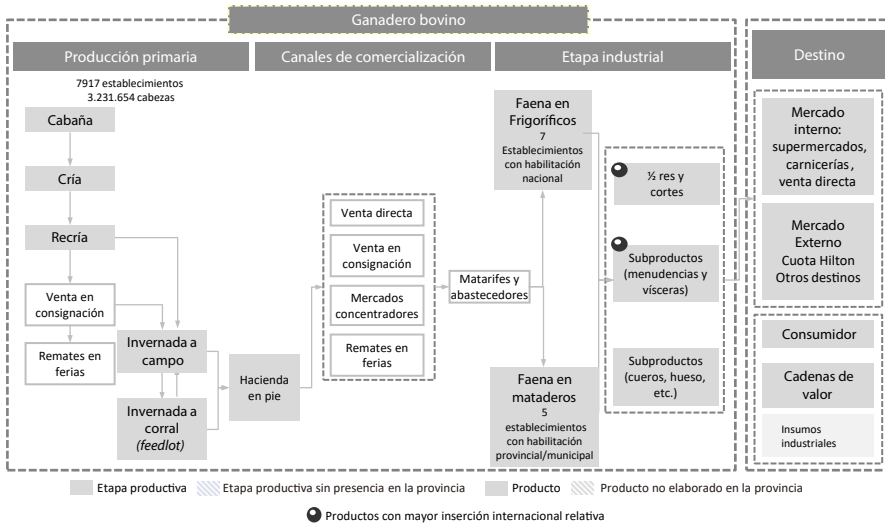 Ganadero bovino
Producción primaria
Canales de comercialización
Etapa industrial
Destino
7917 establecimientos
3.231.654 cabezas
Cabaña
Cría
Recría
Venta en
consignación
Remates en
ferias
Invernada a
campo
Invernada a
corral
(feedlot)
Hacienda
en pie
Venta directa
Venta en
consignación
Mercados
concentradores
Remates en
ferias
Matarifes y
abastecedores
Faena en
Frigoríficos
7
Establecimientos
con habilitación
nacional
Faena en
mataderos
5
establecimientos
con habilitación
provincial/municipal
½ res y
cortes
Subproductos
(menudencias y
vísceras)
Subproductos
(cueros, hueso,
etc.)
Mercado
interno:
supermercados,
carnicerías,
venta directa
Mercado
Externo
Cuota Hilton
Otros destinos
Consumidor
Cadenas de
valor
Insumos
industriales
Etapa productiva
Etapa productiva sin presencia en la provincia
Producto
Producto no elaborado en la provincia
Productos con mayor inserción internacional relativa